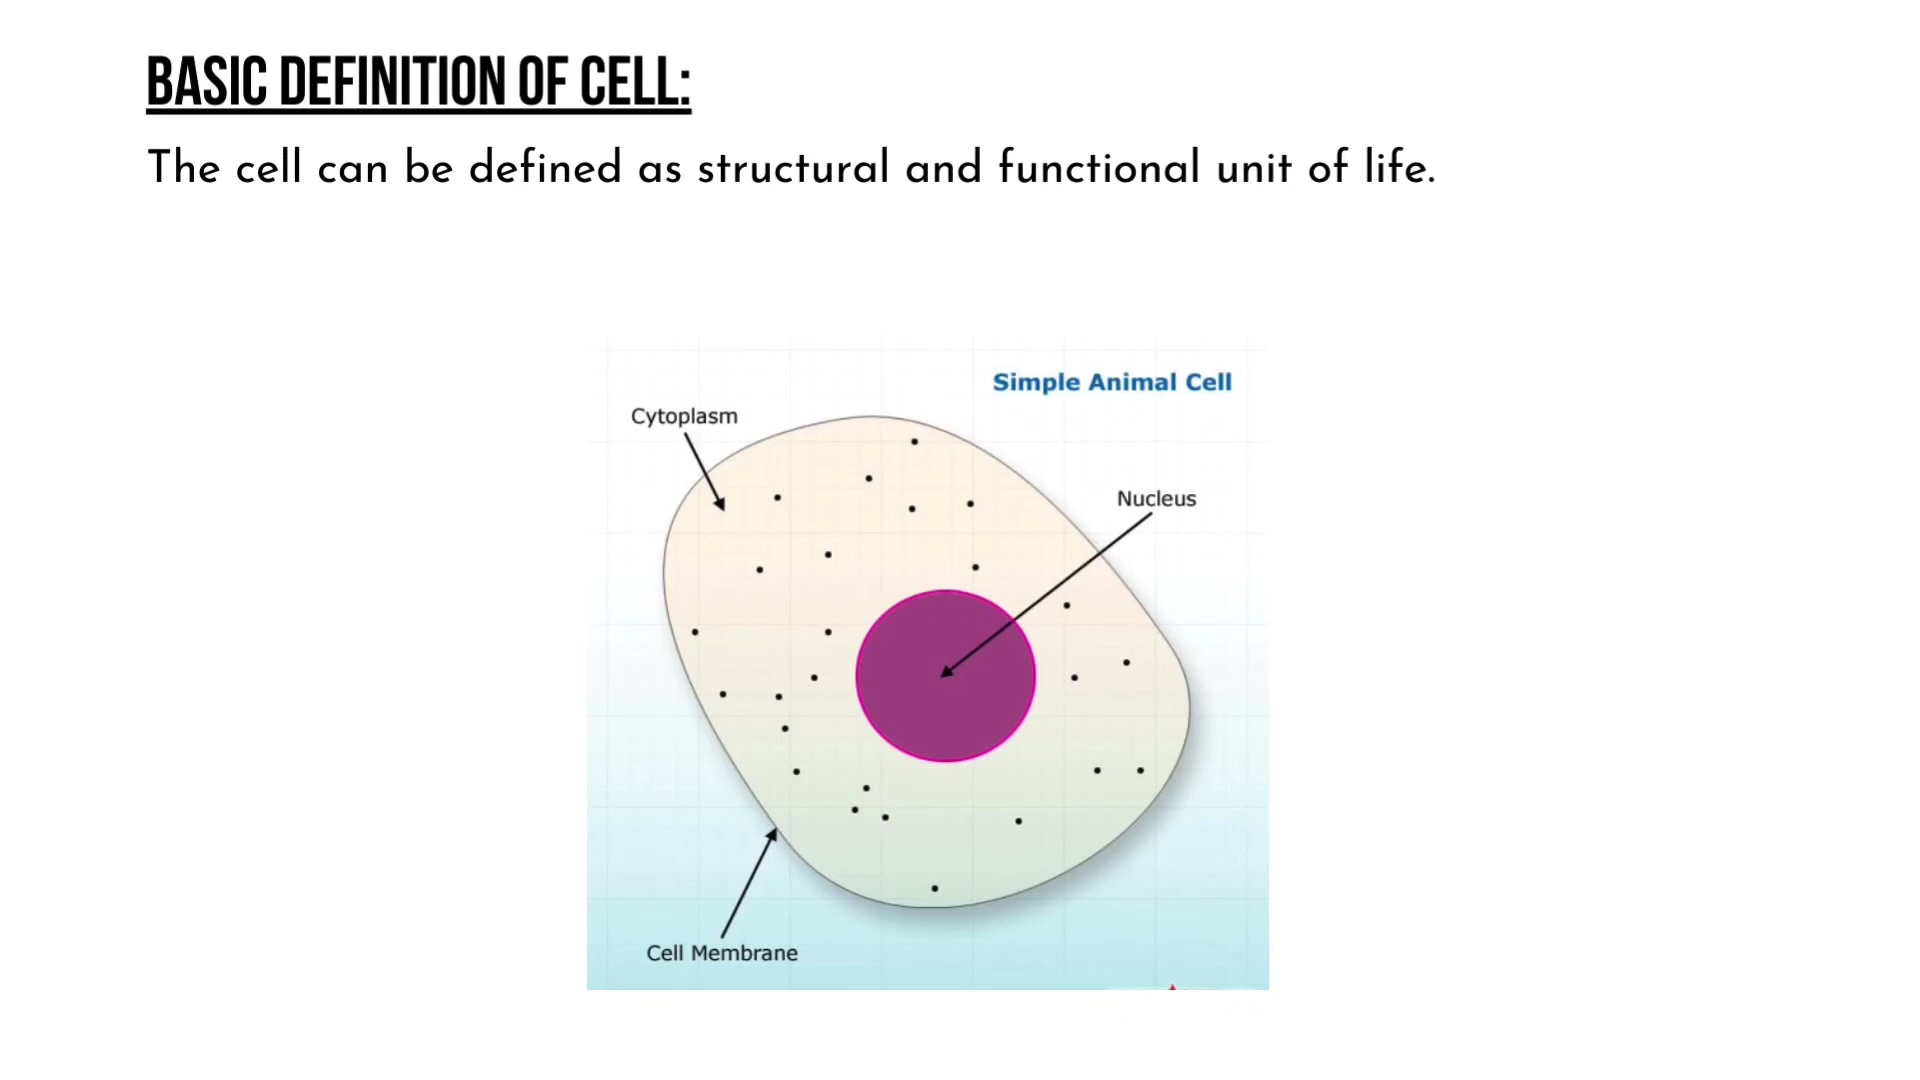 BASIC DEFINITION OF CELL:
The cell can be defined as structural and functional unit of life.
Simple Animal Cell
Cytoplasm
Nucleus
Cell Membrane